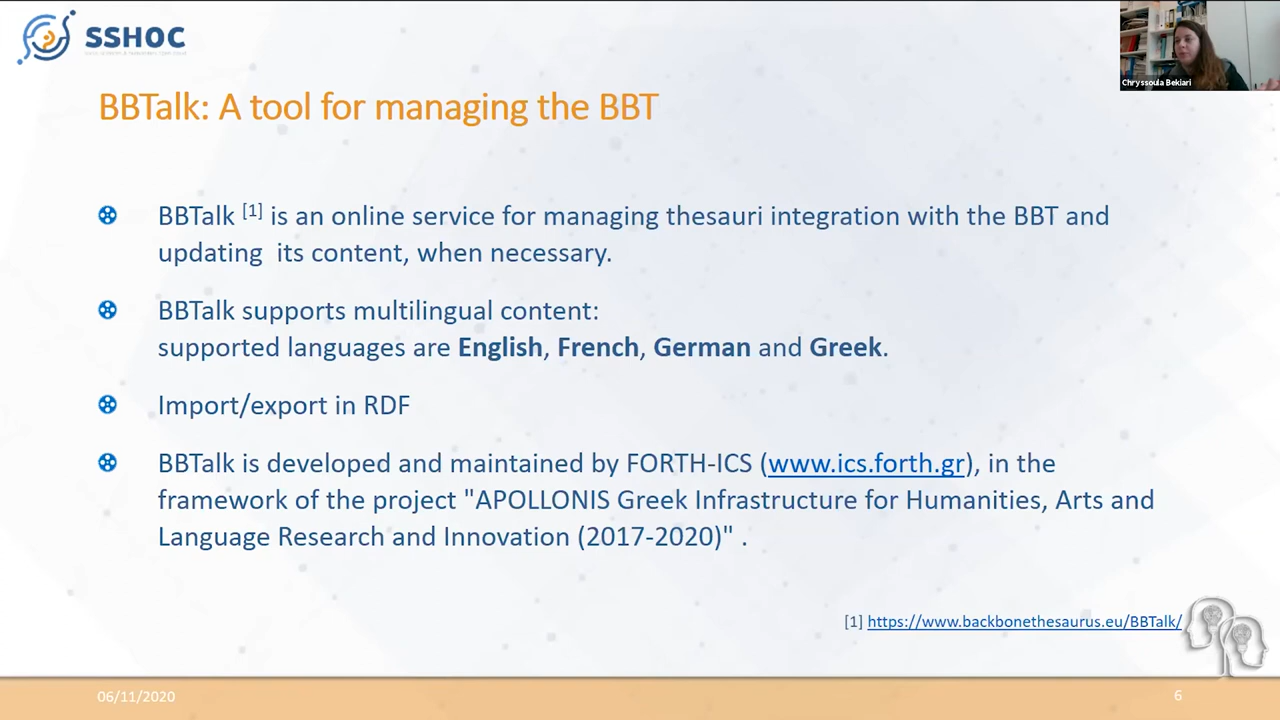 SSHOC
Chryssoula Bekiari
BBTalk: A tool for managing the BBT
BBTalk [1] is an online service for managing thesauri integration with the BBT and
updating its content, when necessary.
BBTalk supports multilingual content:
supported languages are English, French, German and Greek.
Import/export in RDF
BBTalk is developed and maintained by FORTH-ICS (www.ics.forth.gr), in the
framework of the project "APOLLONIS Greek Infrastructure for Humanities, Arts and
Language Research and Innovation (2017-2020)" .
[1] https://www.backbonethesaurus.eu/BBTalk/
06/11/2020
6